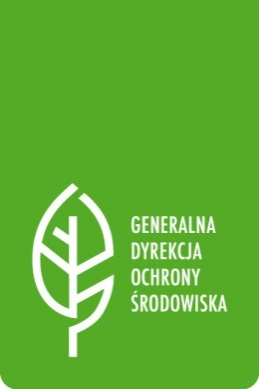 GENERALNA
DYREKCJA
OCHRONY
ŚRODOWISKA